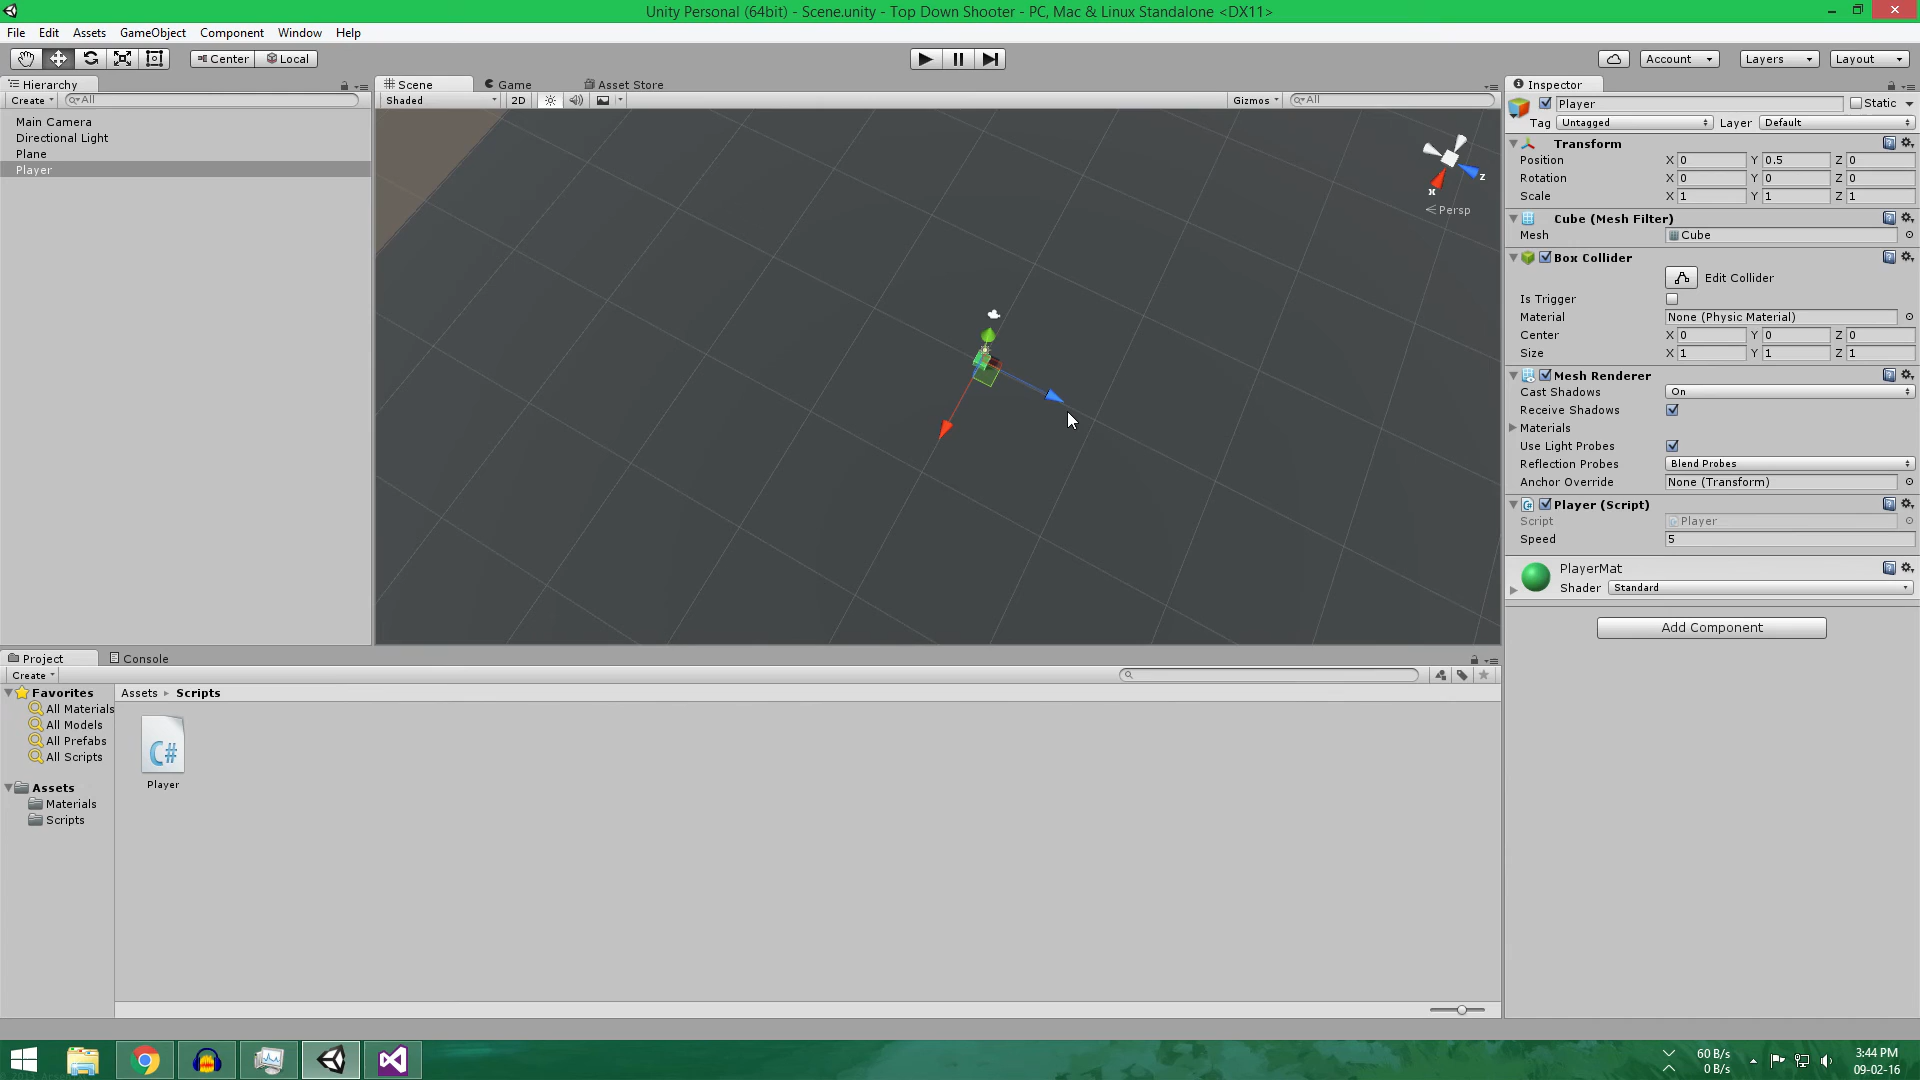 Unity Personal (64bit) - Scene.unity - Top Down Shooter - PC, Mac & Linux Standalone <DX11>
File Edit Assets GameObject Component Window Help
Center Local Account Layers Layout
Hierarchy
Create All
Main Camera
Directional Light
Plane
Player
Scene Game Asset Store
Shaded 2D Gizmos All
x z
Persp
Inspector
Player Static
Tag Untagged Layer Default
Transform
Position X 0 Y 0.5 Z 0
Rotation X 0 Y 0 Z 0
Scale X 1 Y 1 Z 1
Cube (Mesh Filter)
Mesh Cube
Box Collider
Edit Collider
Is Trigger
Material None (Physic Material)
Center X 0 Y 0 Z 0
Size X 1 Y 1 Z 1
Mesh Renderer
Cast Shadows On
Receive Shadows
Materials
Use Light Probes
Reflection Probes Blend Probes
Anchor Override None (Transform)
Player (Script)
Script Player
Speed 5
PlayerMat
Shader Standard
Add Component
Project Console
Create
Favorites
All Materials
All Models
All Prefabs
All Scripts
Assets
Materials
Scripts
Assets Scripts
C#
Player
60 B/s
0 B/s
3:44 PM
09-02-16